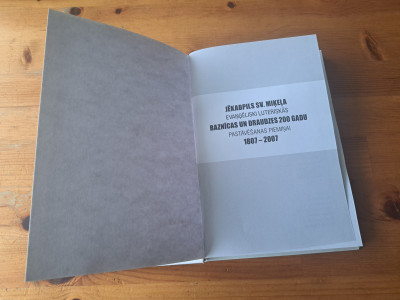 JĒKABPILS SV. MIĶEĻA
EVAŅĢĒLISKI LUTERISKĀS
BAZNĪCAS UN DRAUDZES 200 GADU
PASTĀVĒŠANAS PIEMIŅAI
1807 – 2007